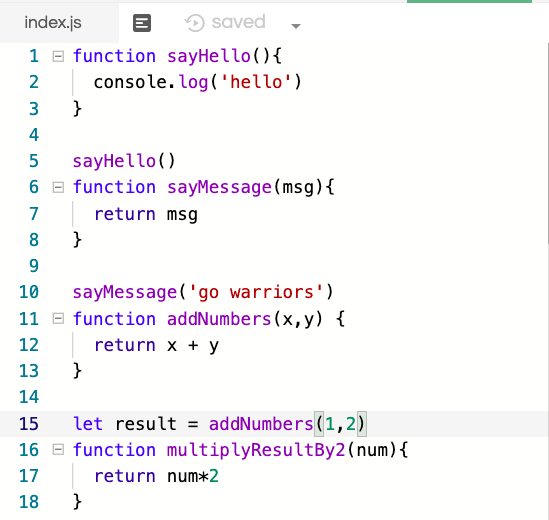 index.js saved
1 function sayHello(){
2 console.log('hello')
3 }
4
5 sayHello()
6 function sayMessage(msg){
7 return msg
8 }
9
10 sayMessage('go warriors')
11 function addNumbers(x,y) {
12 return x + y
13 }
14
15 let result = addNumbers(1,2)
16 function multiplyResultBy2(num){
17 return num*2
18 }